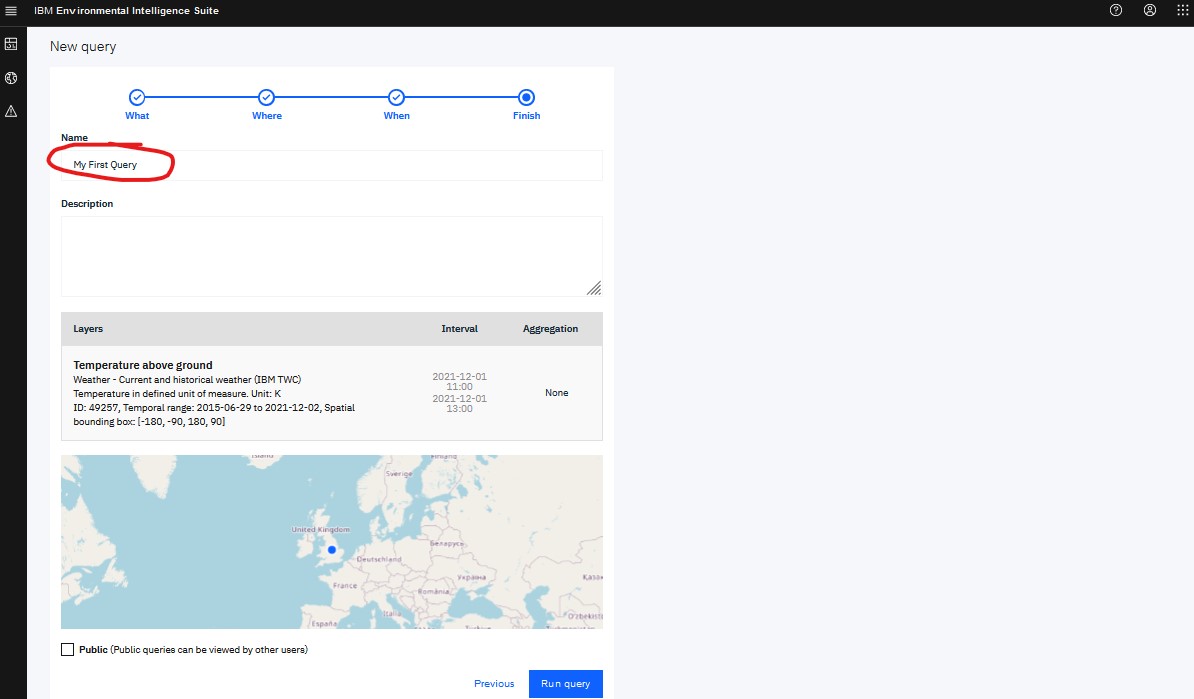 IBM Environmental Intelligence Suite
New query
What
Where
When
Finish
Name
My First Query
Description
Layers
Interval
Aggregation
Temperature above ground
Weather - Current and historical weather (IBM TWC)
Temperature in defined unit of measure. Unit: K
ID: 49257, Temporal range: 2015-06-29 to 2021-12-02, Spatial
bounding box: [-180, -90, 180, 90]
2021-12-01
11:00
2021-12-01
13:00
None
Sverige
United Kingdom
Беларусь
Deutschland
Україна
France
România
Italia
España
Public (Public queries can be viewed by other users)
Previous
Run query